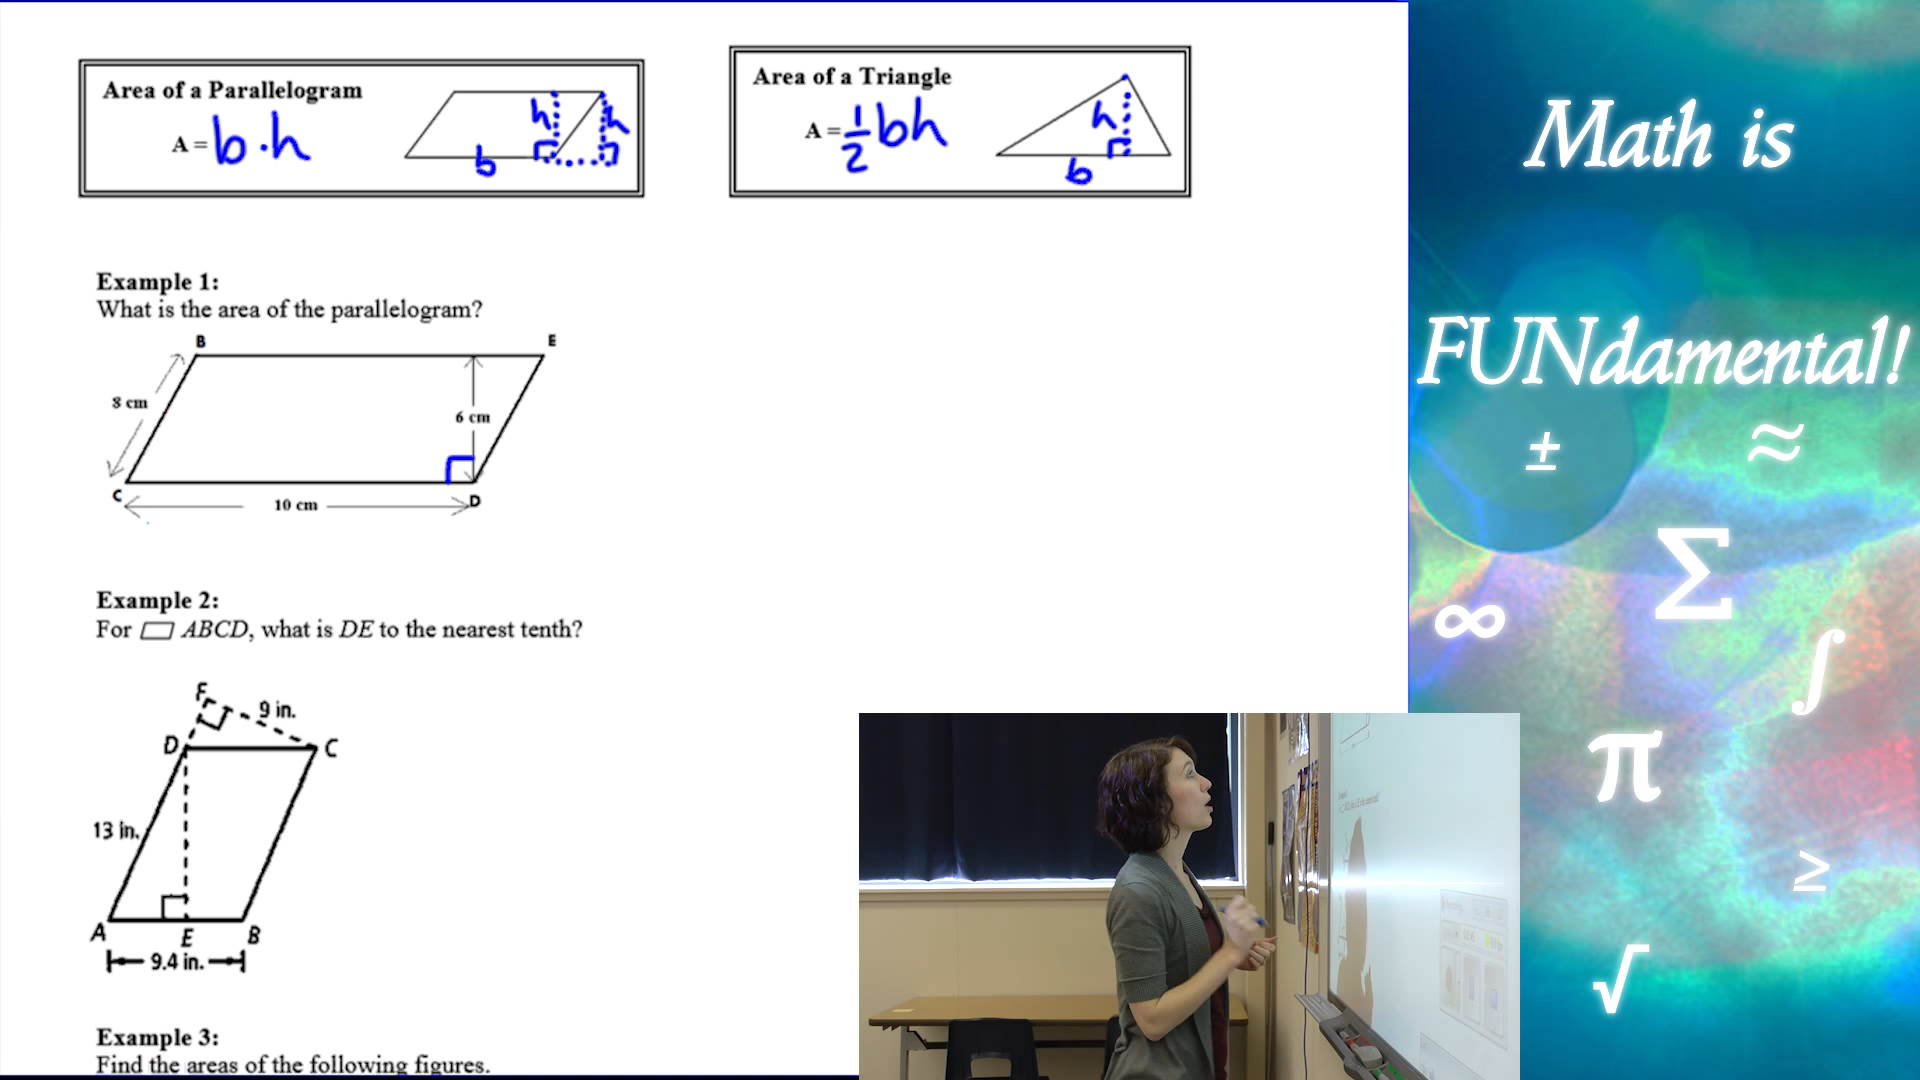 Area of a Parallelogram
A = b · h
h
h
b
Area of a Triangle
A = 1/2 bh
h
b
Example 1:
What is the area of the parallelogram?
B
E
8 cm
6 cm
C
D
10 cm
Example 2:
For ▱ ABCD, what is DE to the nearest tenth?
F
9 in.
D
C
13 in.
A
E
B
9.4 in.
Example 3:
Find the areas of the following figures.
Math is
FUNdamental!
± ≈
Σ
∞
∫
π
≥
√